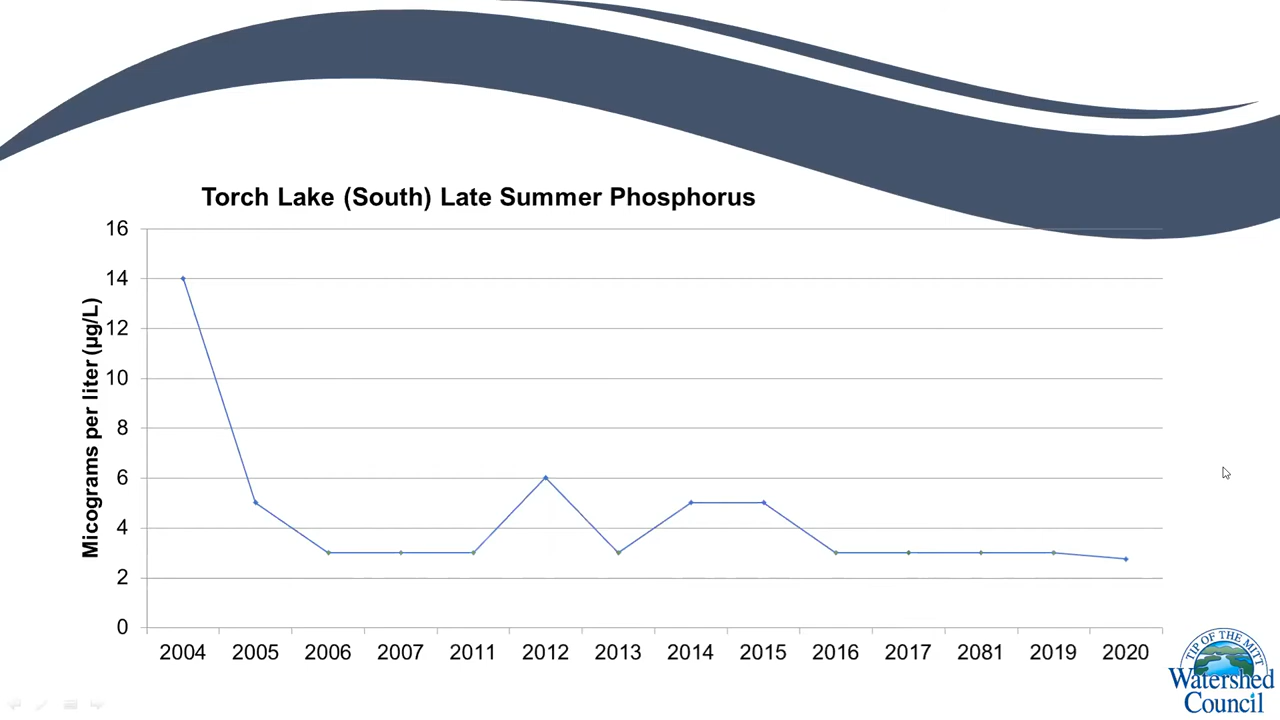 Torch Lake (South) Late Summer Phosphorus
Micograms per liter (µg/L)
16
14
12
10
8
6
4
2
0
2004 2005 2006 2007 2011 2012 2013 2014 2015 2016 2017 2081 2019 2020
TIP OF THE MITT
Watershed
Council